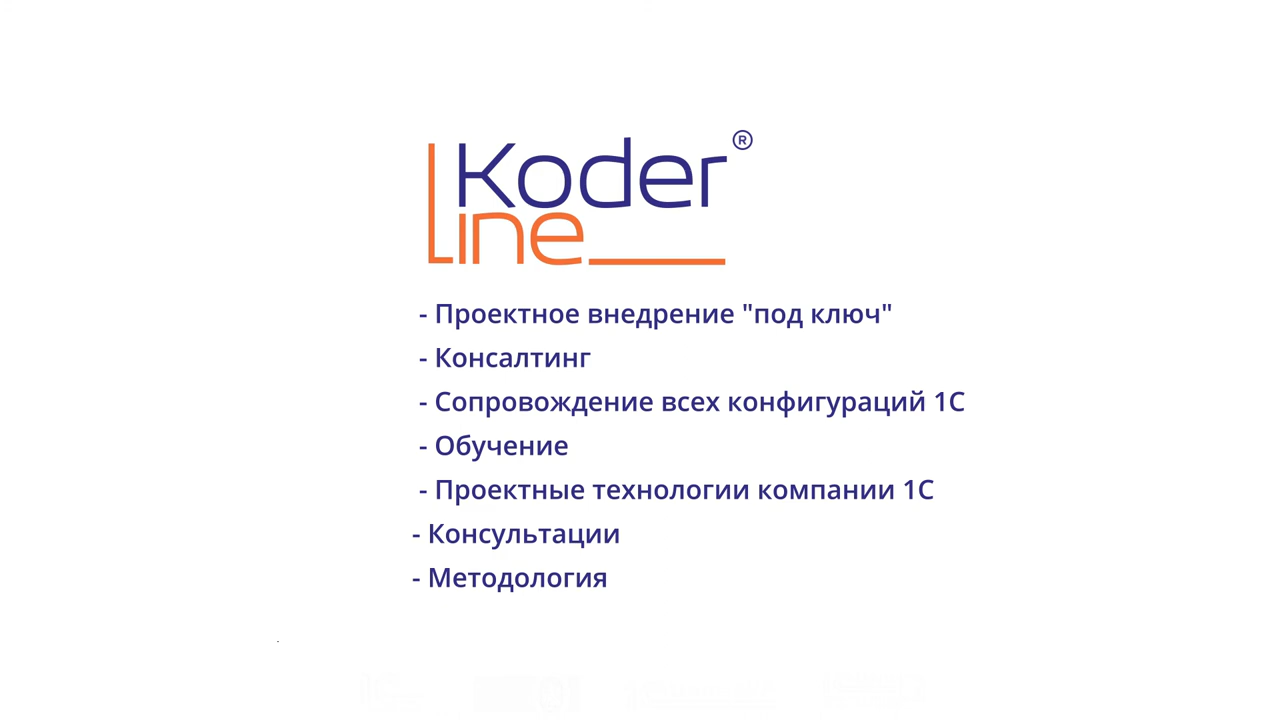 Koder®
Line
- Проектное внедрение "под ключ"
- Консалтинг
- Сопровождение всех конфигураций 1С
- Обучение
- Проектные технологии компании 1С
- Консультации
- Методология